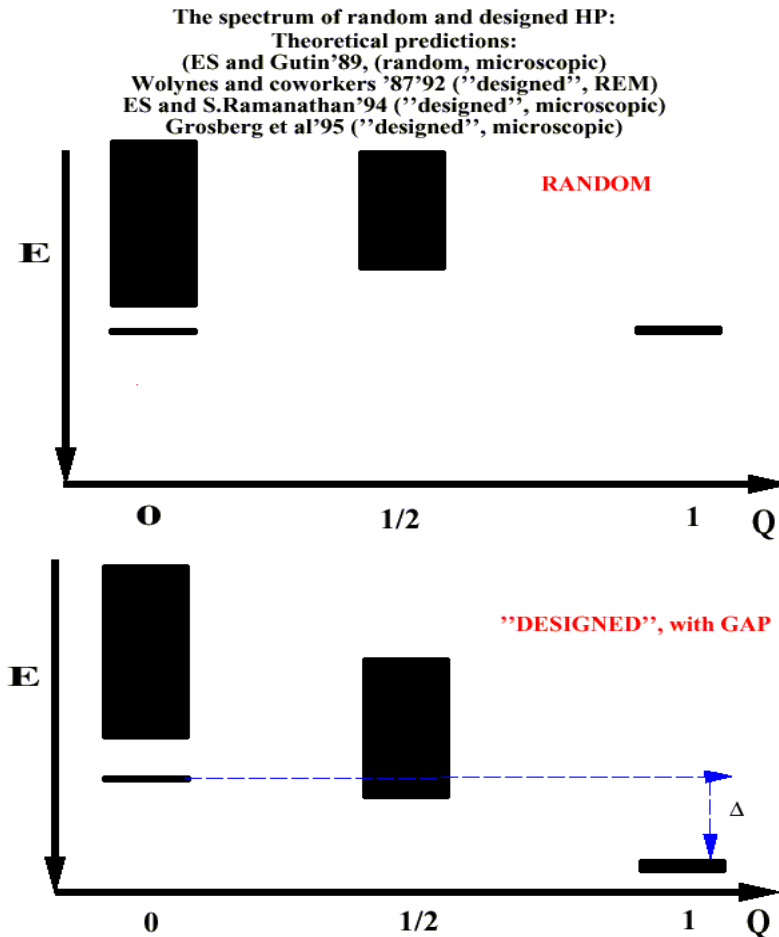 The spectrum of random and designed HP:
Theoretical predictions:
(ES and Gutin’89, (random, microscopic)
Wolynes and coworkers ’87’92 (’’designed’’, REM)
ES and S.Ramanathan’94 (’’designed’’, microscopic)
Grosberg et al’95 (’’designed’’, microscopic)
RANDOM
E
0 1/2 1 Q
’’DESIGNED’’, with GAP
E
Δ
0 1/2 1 Q